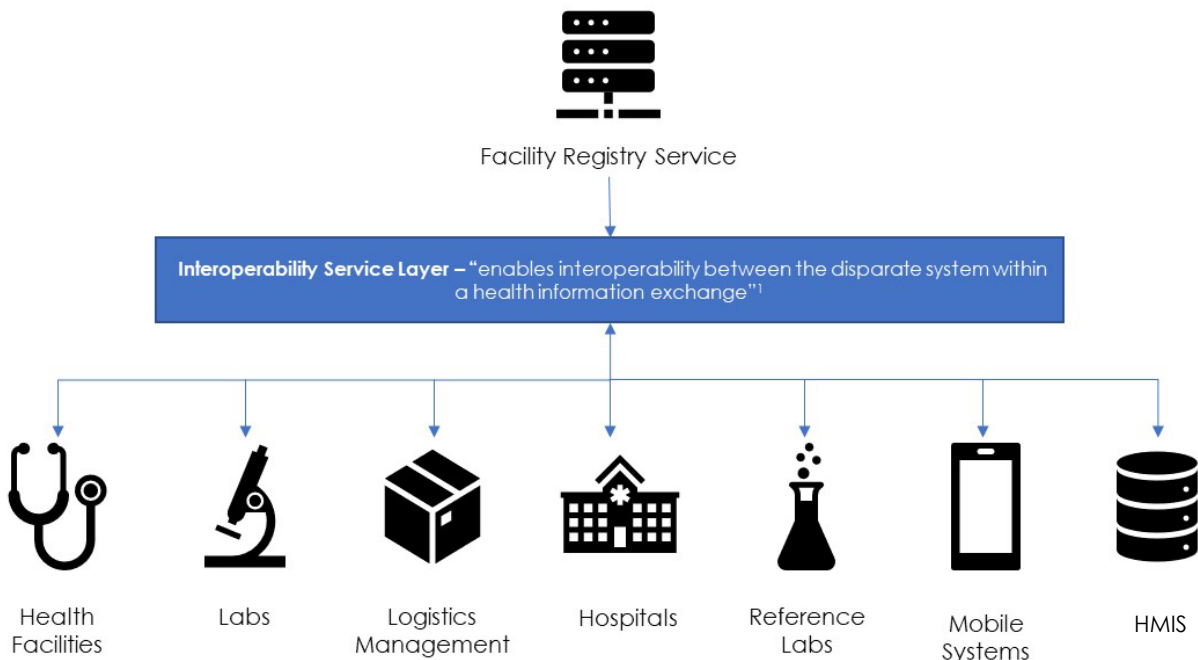 Facility Registry Service
Interoperability Service Layer – “enables interoperability between the disparate system within
a health information exchange”1
Health
Facilities
Labs
Logistics
Management
Hospitals
Reference
Labs
Mobile
Systems
HMIS